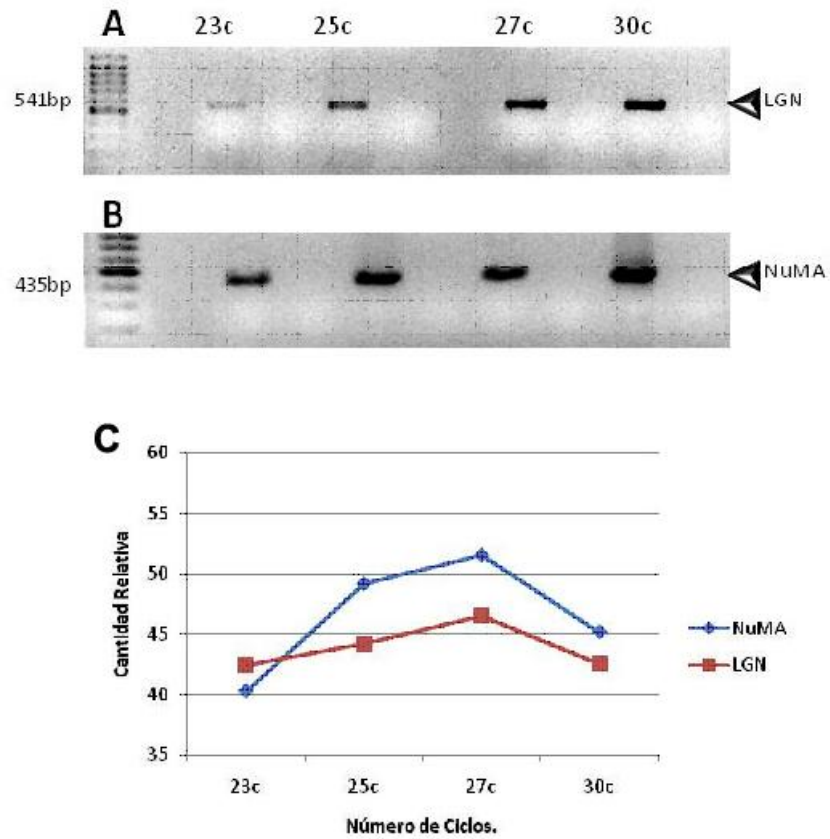 A
23c 25c 27c 30c
541bp
LGN
B
435bp
NuMA
C
60
55
50
45
40
35
Cantidad Relativa
23c 25c 27c 30c
Número de Ciclos.
NuMA
LGN